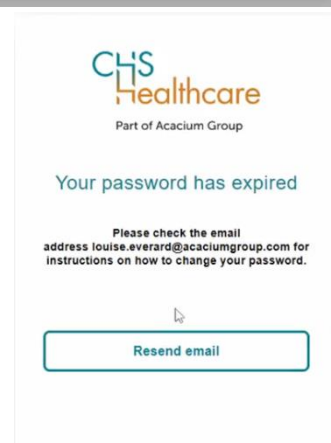 CHS
Healthcare
Part of Acacium Group
Your password has expired
Please check the email
address louise.everard@acaciumgroup.com for
instructions on how to change your password.
Resend email